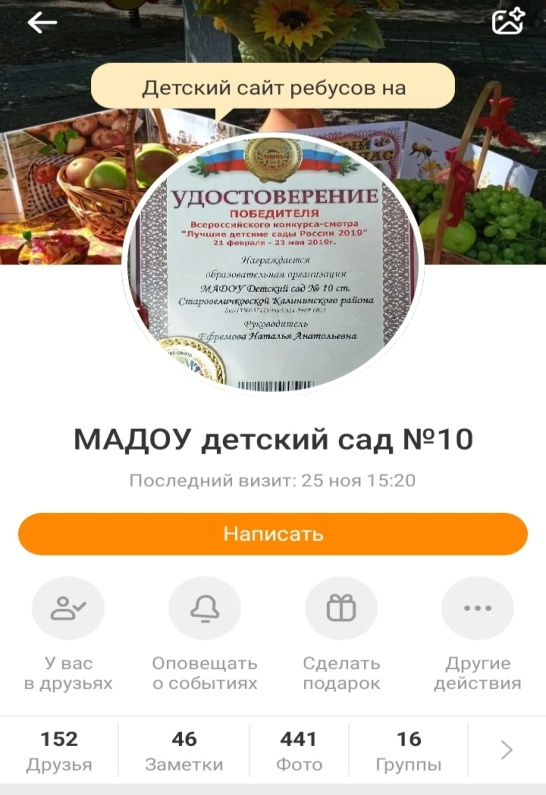 Детский сайт ребусов на
УДОСТОВЕРЕНИЕ
ПОБЕДИТЕЛЯ
Всероссийского конкурса-смотра
"Лучшие детские сады России 2019"
21 февраля - 23 мая 2019г.
Награждается
образовательная организация
МАДОУ Детский сад № 10 ст.
Старовеличковской Калининского района
Руководитель
Ефремова Наталья Анатольевна
МАДОУ детский сад №10
Последний визит: 25 ноя 15:20
Написать
У вас
в друзьях
Оповещать
о событиях
Сделать
подарок
Другие
действия
152
Друзья
46
Заметки
441
Фото
16
Группы